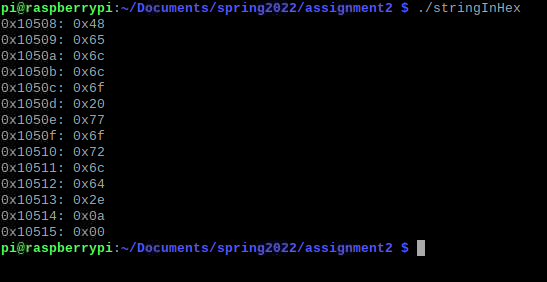 pi@raspberrypi:~/Documents/spring2022/assignment2 $ ./stringInHex
0x10508: 0x48
0x10509: 0x65
0x1050a: 0x6c
0x1050b: 0x6c
0x1050c: 0x6f
0x1050d: 0x20
0x1050e: 0x77
0x1050f: 0x6f
0x10510: 0x72
0x10511: 0x6c
0x10512: 0x64
0x10513: 0x2e
0x10514: 0x0a
0x10515: 0x00
pi@raspberrypi:~/Documents/spring2022/assignment2 $